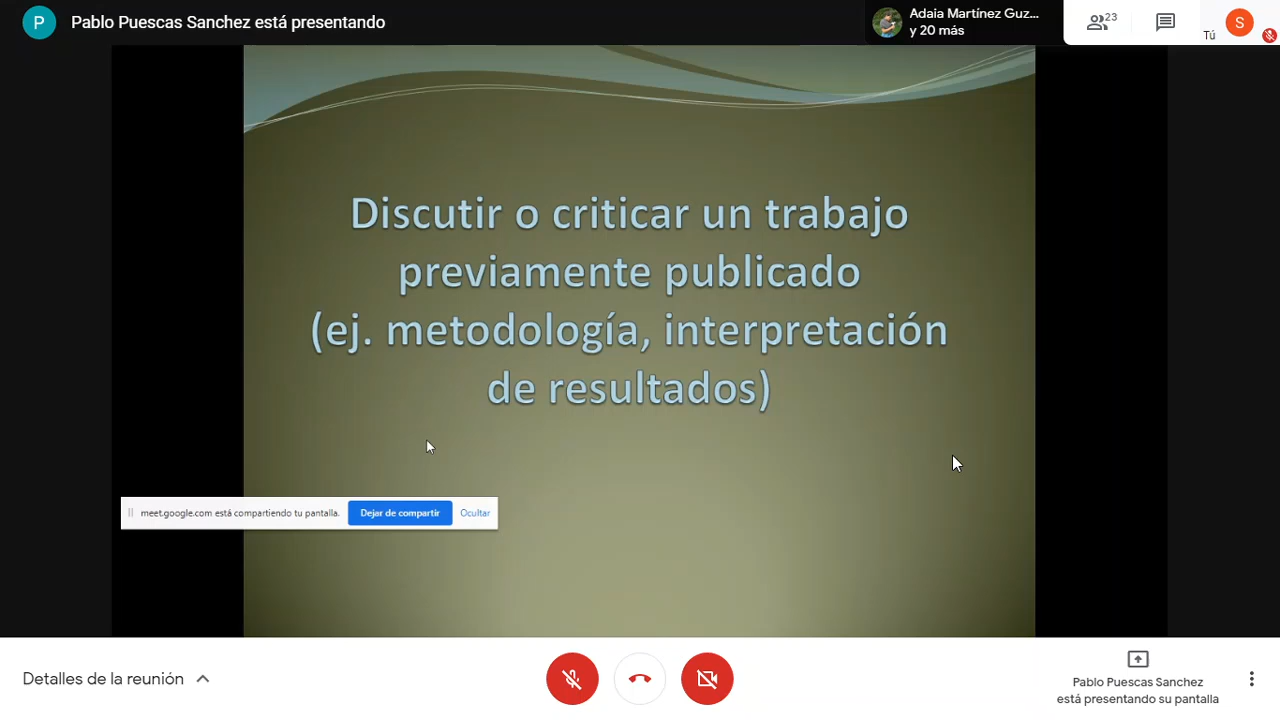 P
Pablo Puescas Sanchez está presentando
Adaia Martínez Guz...
y 20 más
23
Tú
S
Discutir o criticar un trabajo
previamente publicado
(ej. metodología, interpretación
de resultados)
meet.google.com está compartiendo tu pantalla.
Dejar de compartir
Ocultar
Detalles de la reunión
Pablo Puescas Sanchez
está presentando su pantalla